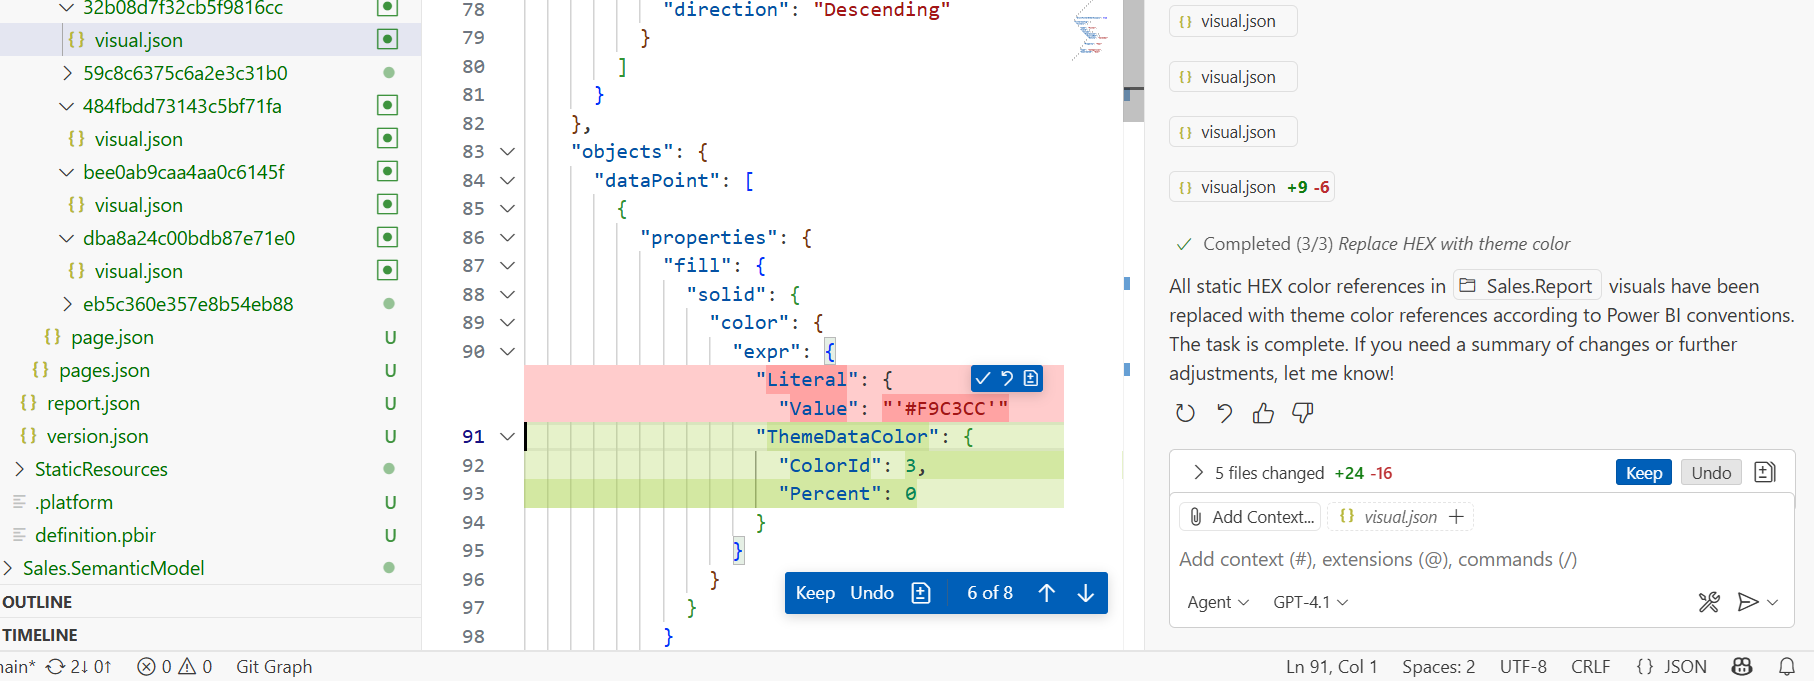 32b08d7f32cb5f9816cc
{} visual.json
59c8c6375c6a2e3c31b0
484fbdd73143c5bf71fa
{} visual.json
bee0ab9caa4aa0c6145f
{} visual.json
dba8a24c00bdb87e71e0
{} visual.json
eb5c360e357e8b54eb88
{} page.json U
{} pages.json U
{} report.json U
{} version.json U
StaticResources
.platform U
definition.pbir U
Sales.SemanticModel
OUTLINE
TIMELINE
78 "direction": "Descending"
79 }
80 ]
81 }
82 },
83 "objects": {
84 "dataPoint": [
85 {
86 "properties": {
87 "fill": {
88 "solid": {
89 "color": {
90 "expr": {
"Literal": {
"Value": "'#F9C3CC'"
91 "ThemeDataColor": {
92 "ColorId": 3,
93 "Percent": 0
94 }
95 }
96 }
97 }
98 }
Keep Undo 6 of 8
{} visual.json
{} visual.json
{} visual.json
{} visual.json +9 -6
Completed (3/3) Replace HEX with theme color
All static HEX color references in Sales.Report visuals have been
replaced with theme color references according to Power BI conventions.
The task is complete. If you need a summary of changes or further
adjustments, let me know!
5 files changed +24 -16 Keep Undo
Add Context... {} visual.json +
Add context (#), extensions (@), commands (/)
Agent GPT-4.1
main* 2↓ 0↑ 0 0 Git Graph Ln 91, Col 1 Spaces: 2 UTF-8 CRLF {} JSON